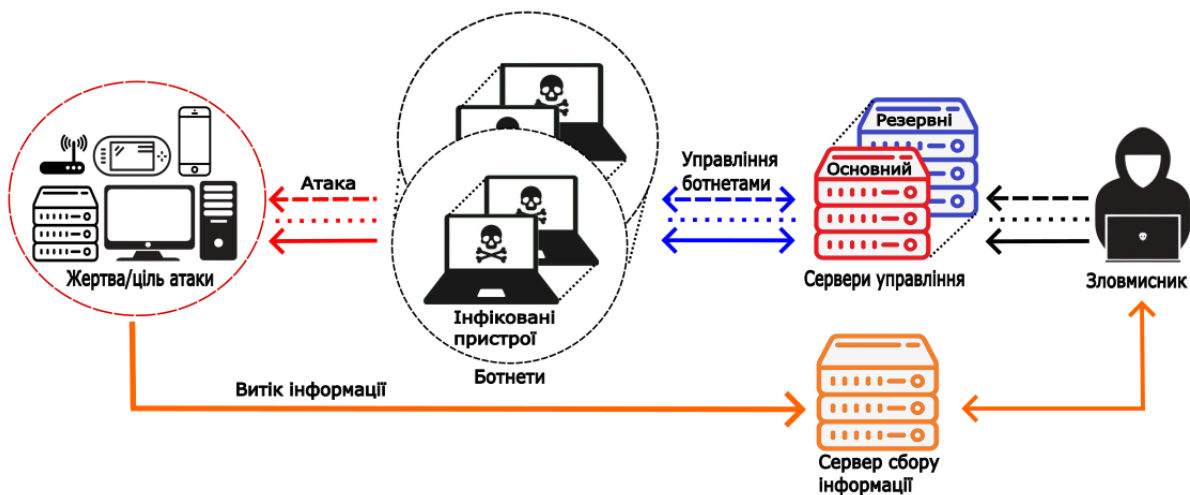 Жертва/ціль атаки
Атака
Інфіковані
пристрої
Ботнети
Управління
ботнетами
Резервні
Основний
Сервери управління
Зловмисник
Витік інформації
Сервер сбору
інформації